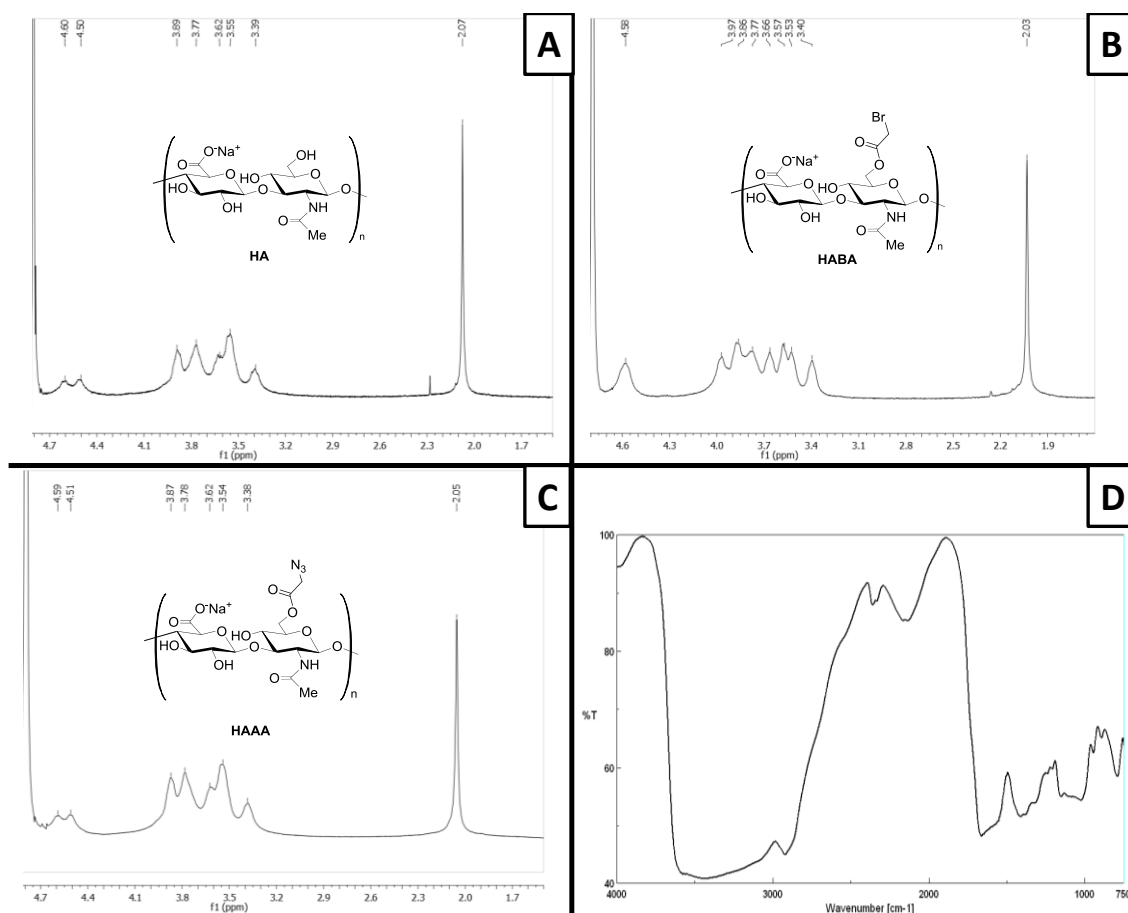 A
4.60
4.50
3.89
3.77
3.62
3.55
3.39
2.07
O
O-Na+
O
HO
OH
O
HO
OH
O
O
NH
O
Me
n
HA
4.7
4.4
4.1
3.8
3.5
3.2
2.9
2.6
2.3
2.0
f1 (ppm)
B
4.58
3.97
3.86
3.77
3.66
3.57
3.53
3.40
2.03
Br
O
O
O
O-Na+
O
HO
OH
O
HO
O
O
NH
O
Me
n
HABA
4.6
4.3
4.0
3.7
3.4
3.1
2.8
2.5
2.2
1.9
f1 (ppm)
C
4.59
4.51
3.87
3.78
3.62
3.54
3.38
2.05
N3
O
O
O
O-Na+
O
HO
OH
O
HO
O
O
NH
O
Me
n
HAAA
4.7
4.4
4.1
3.8
3.5
3.2
2.9
2.6
2.3
2.0
f1 (ppm)
D
100
80
%T
60
40
4000
3000
2000
1000
750
Wavenumber [cm-1]